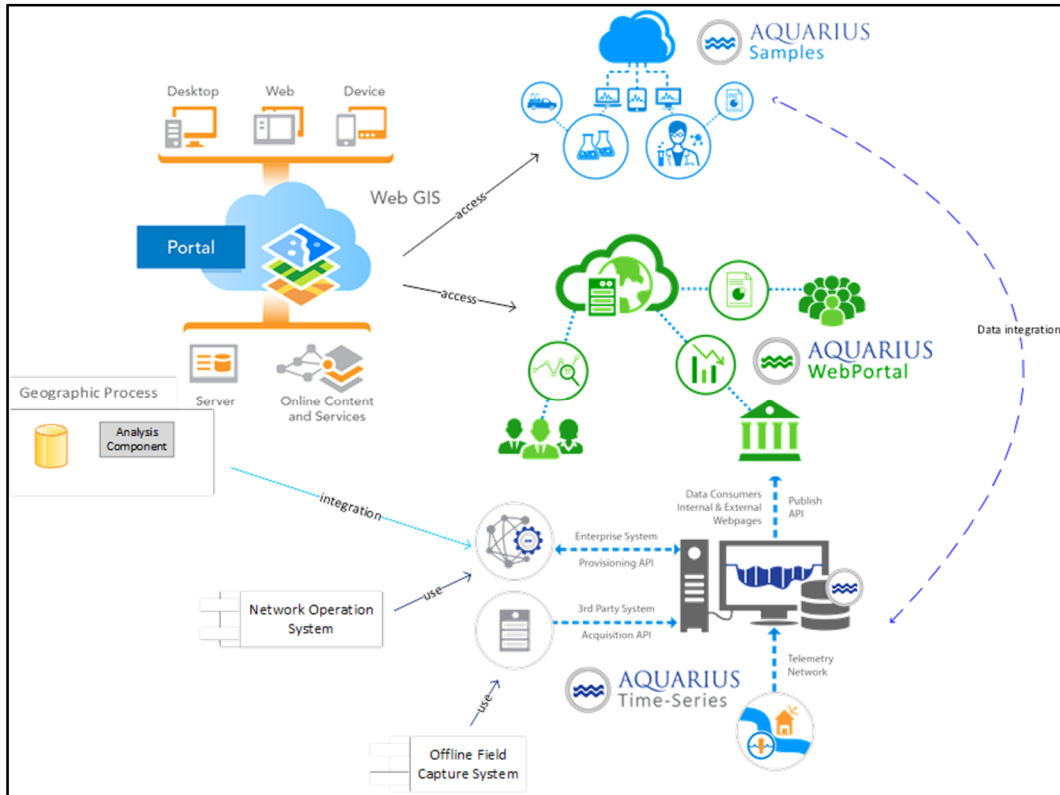 AQUARIUS
Samples
Desktop
Web
Device
Web GIS
access
Portal
access
Data integration
AQUARIUS
WebPortal
Server
Online Content
and Services
Geographic Process
Analysis
Component
integration
Data Consumers
Internal & External
Webpages
Publish
API
Enterprise System
Provisioning API
use
Network Operation
System
3rd Party System
Acquisition API
Telemetry
Network
AQUARIUS
Time-Series
use
Offline Field
Capture System